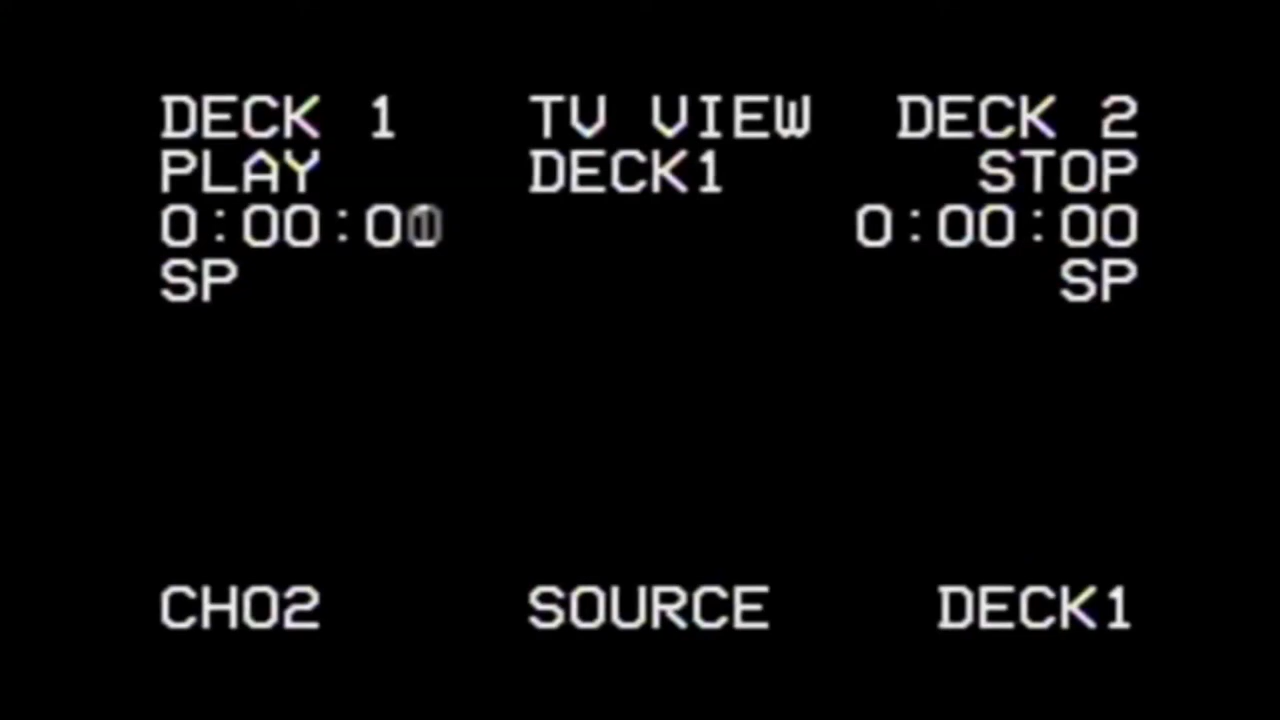 DECK 1 TV VIEW DECK 2
PLAY DECK1 STOP
0:00:01 0:00:00
SP SP
CH02 SOURCE DECK1